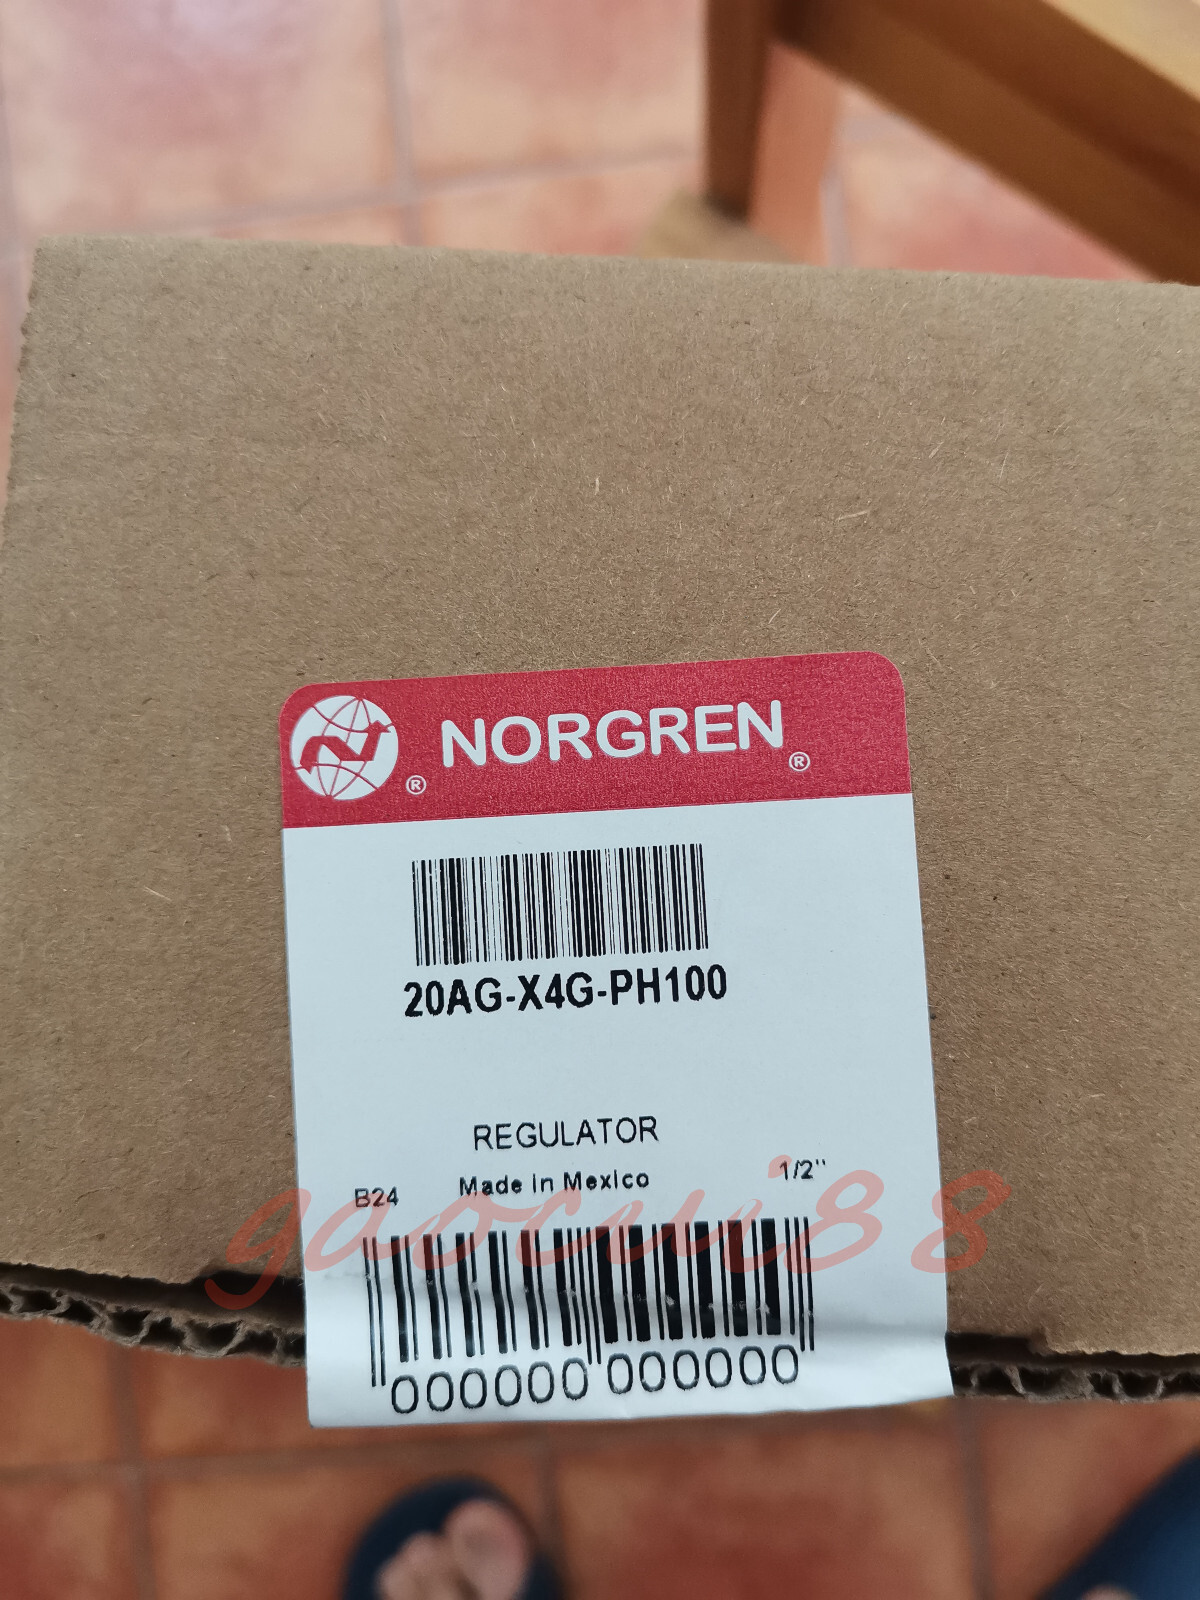 NORGREN
®
®
20AG-X4G-PH100
REGULATOR
B24 Made in Mexico 1/2"
gaocui88
000000 000000